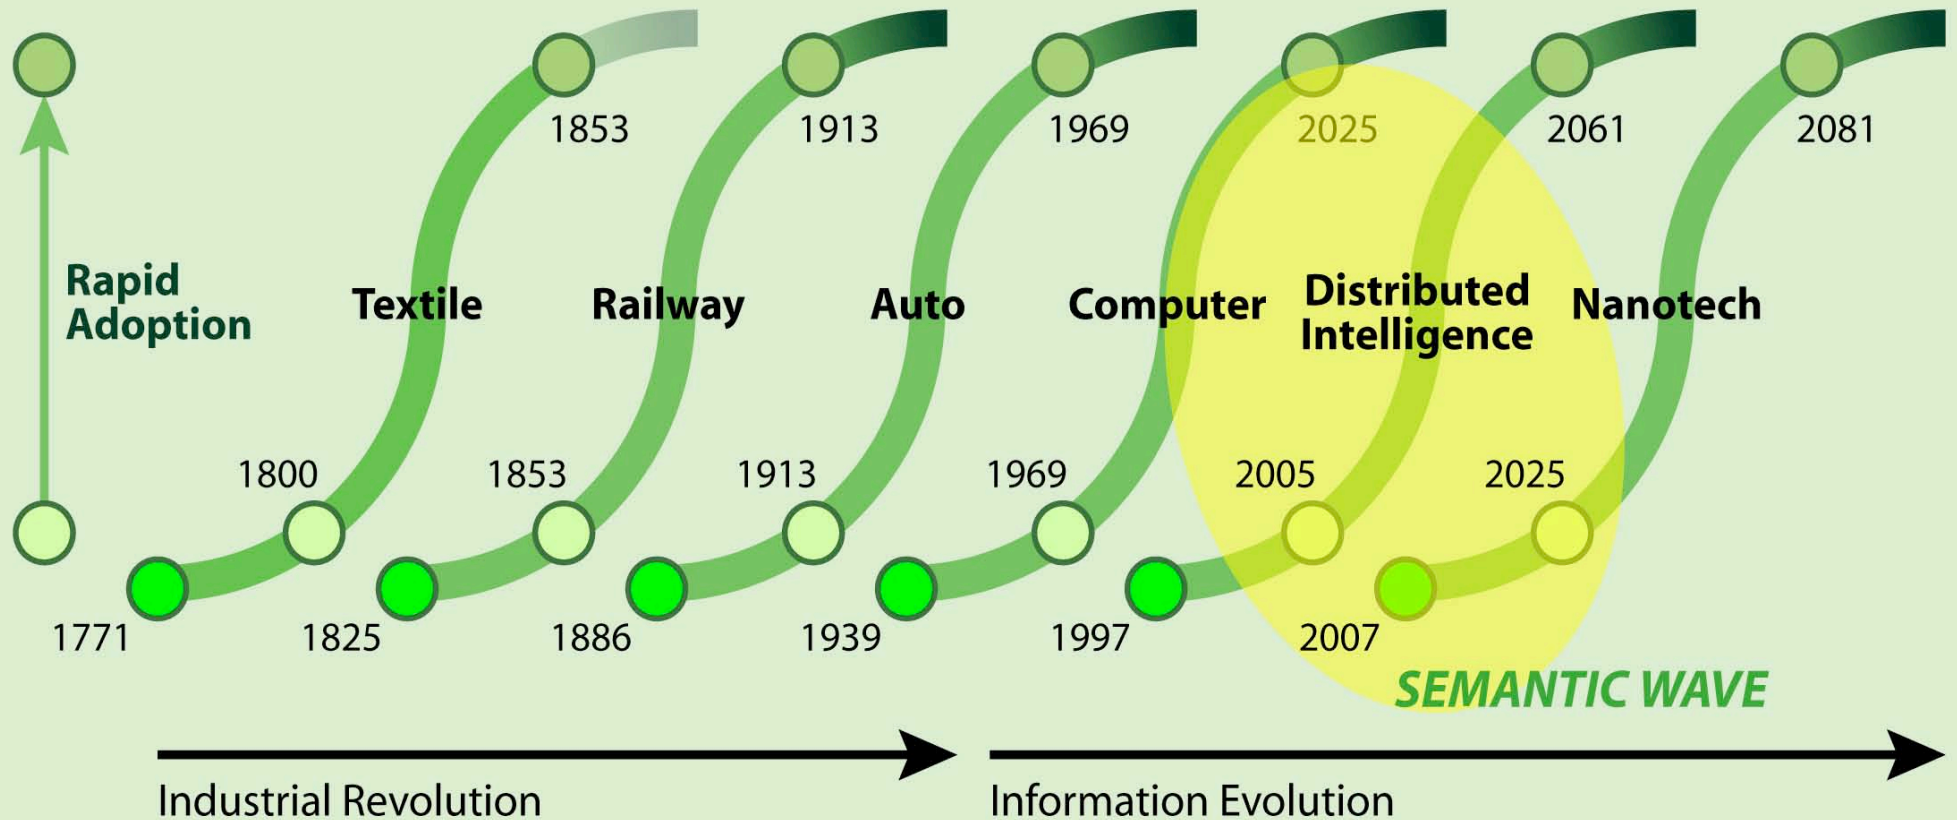 1853
1913
1969
2025
2061
2081
Rapid
Adoption
Textile
Railway
Auto
Computer
Distributed
Intelligence
Nanotech
1800
1853
1913
1969
2005
2025
1771
1825
1886
1939
1997
2007
SEMANTIC WAVE
Industrial Revolution
Information Evolution